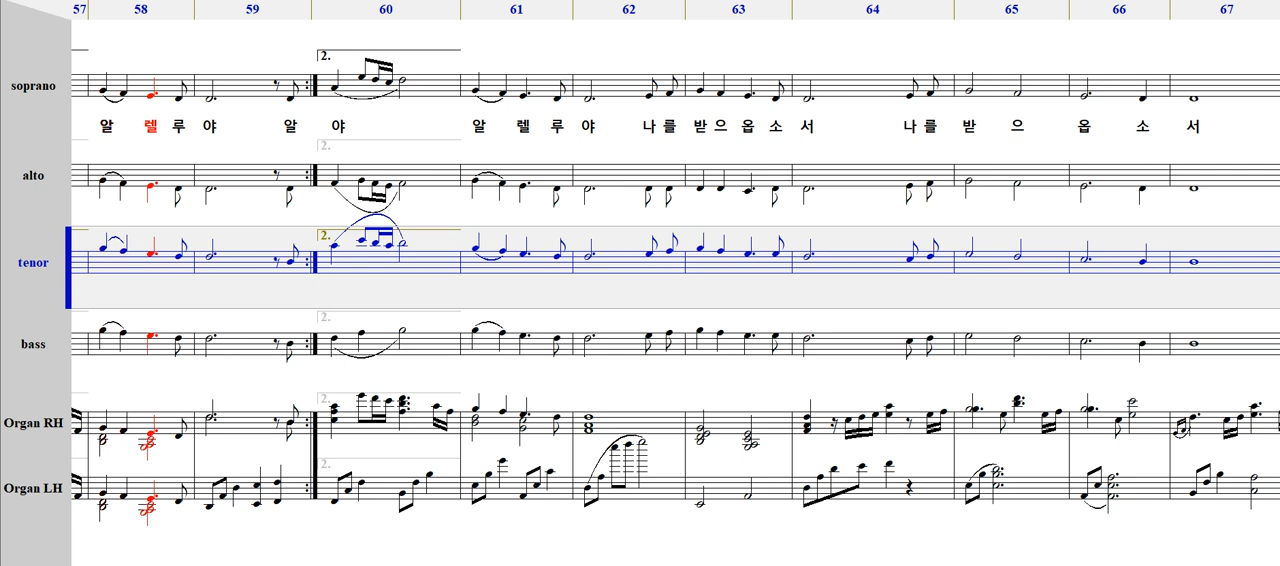 57 58 59 60 61 62 63 64 65 66 67
2.
soprano
알 렐 루 야 알 야 알 렐 루 야 나 를 받 으 옵 소 서 나 를 받 으 옵 소 서
2.
alto
2.
tenor
2.
bass
2.
Organ RH
2.
Organ LH